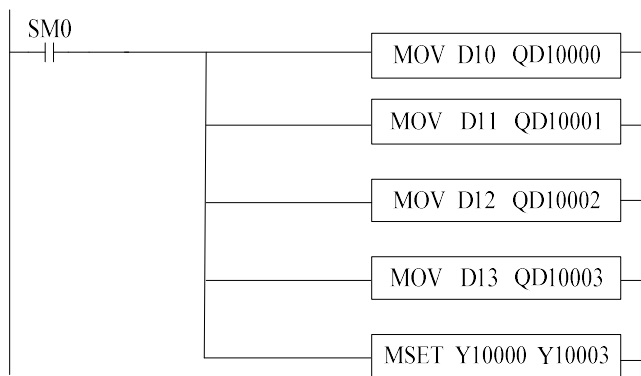 SM0
MOV D10 QD10000
MOV D11 QD10001
MOV D12 QD10002
MOV D13 QD10003
MSET Y10000 Y10003